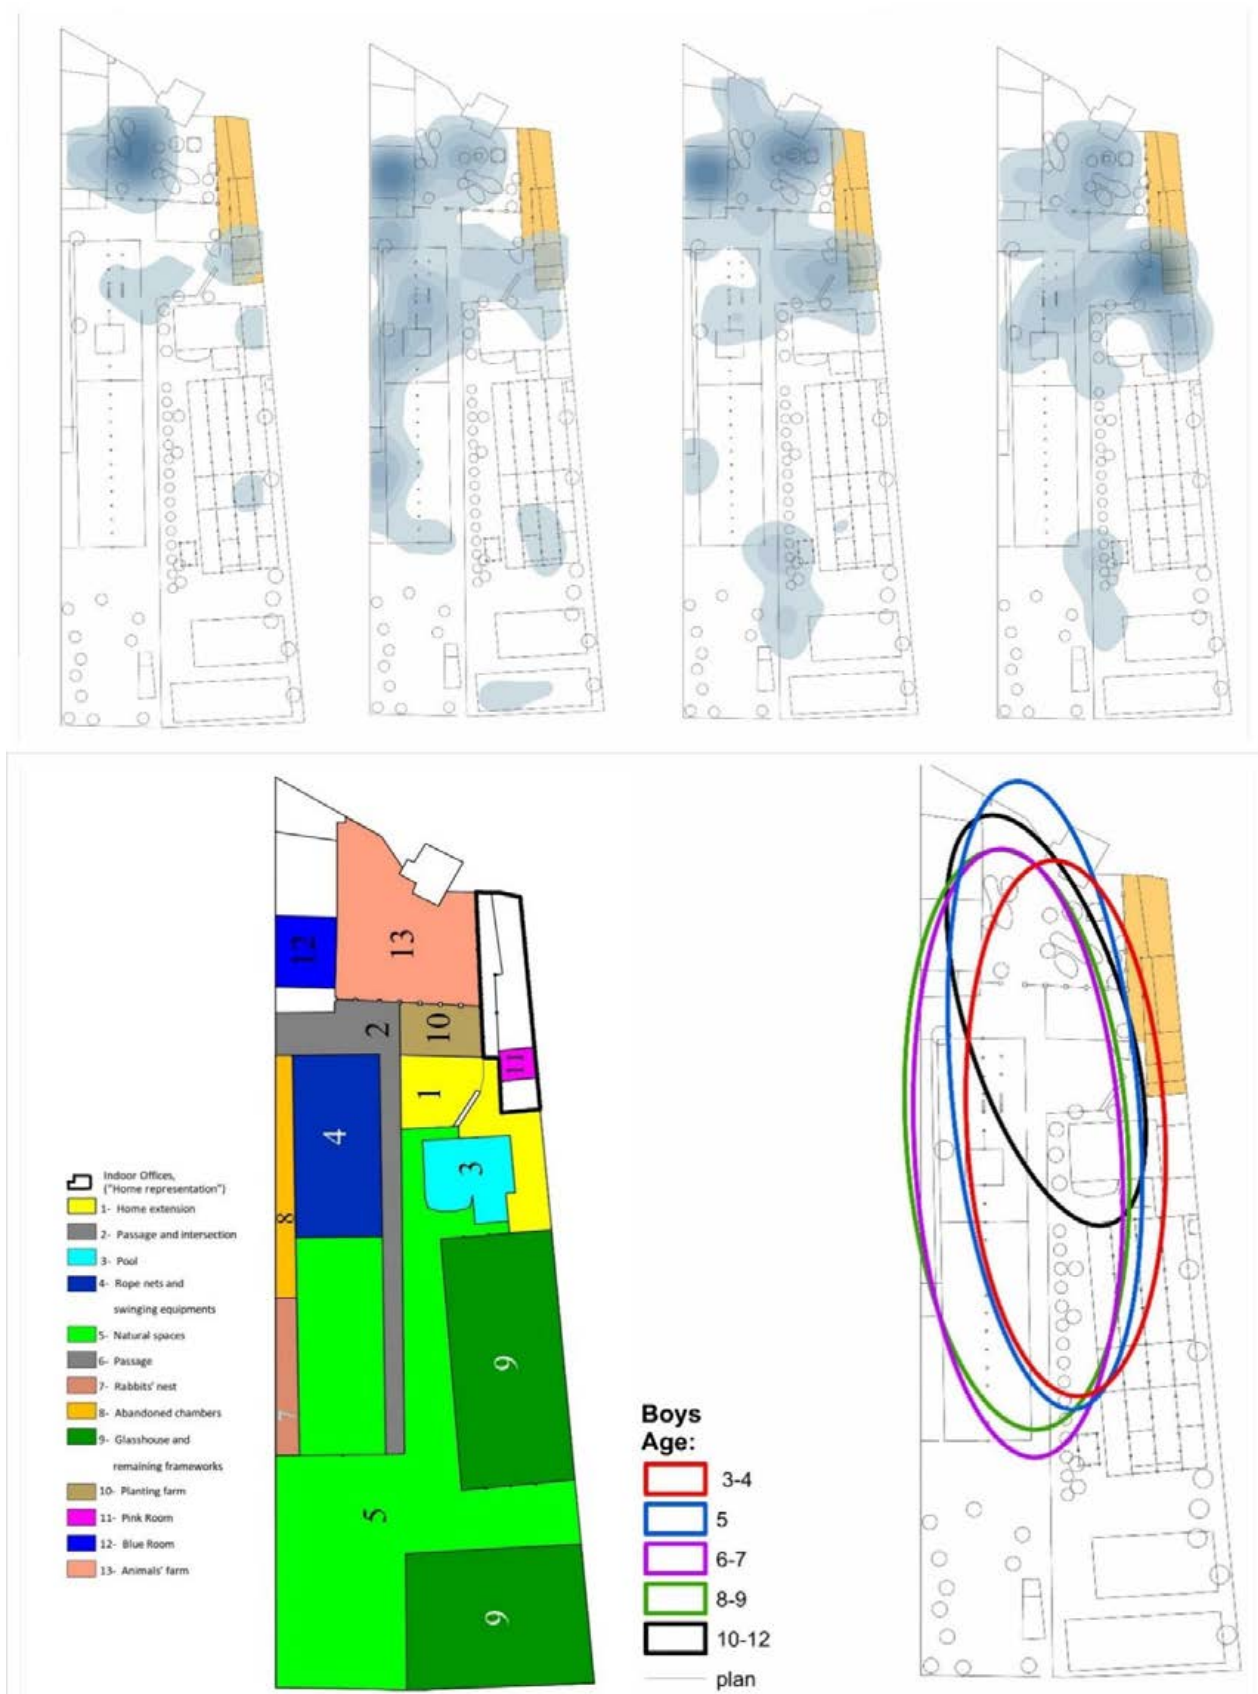 12
13
2
10
11
1
4
3
8
9
7
5
9
Indoor Offices,
("Home representation")
1- Home extension
2- Passage and intersection
3- Pool
4- Rope nets and
swinging equipments
5- Natural spaces
6- Passage
7- Rabbits' nest
8- Abandoned chambers
9- Glasshouse and
remaining frameworks
10- Planting farm
11- Pink Room
12- Blue Room
13- Animals' farm
Boys
Age:
3-4
5
6-7
8-9
10-12
plan